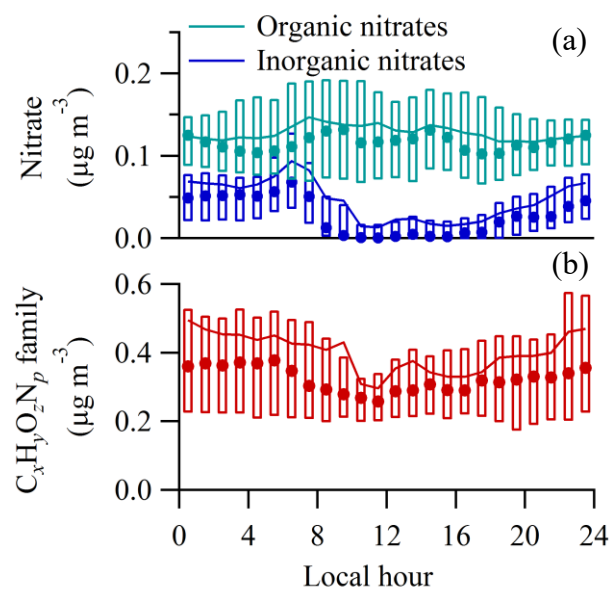 Organic nitrates
Inorganic nitrates
(a)
Nitrate
(µg m⁻³)
0.2
0.1
0.0
(b)
CₓHᵧO_zNₚ family
(µg m⁻³)
0.6
0.4
0.2
0.0
0 4 8 12 16 20 24
Local hour